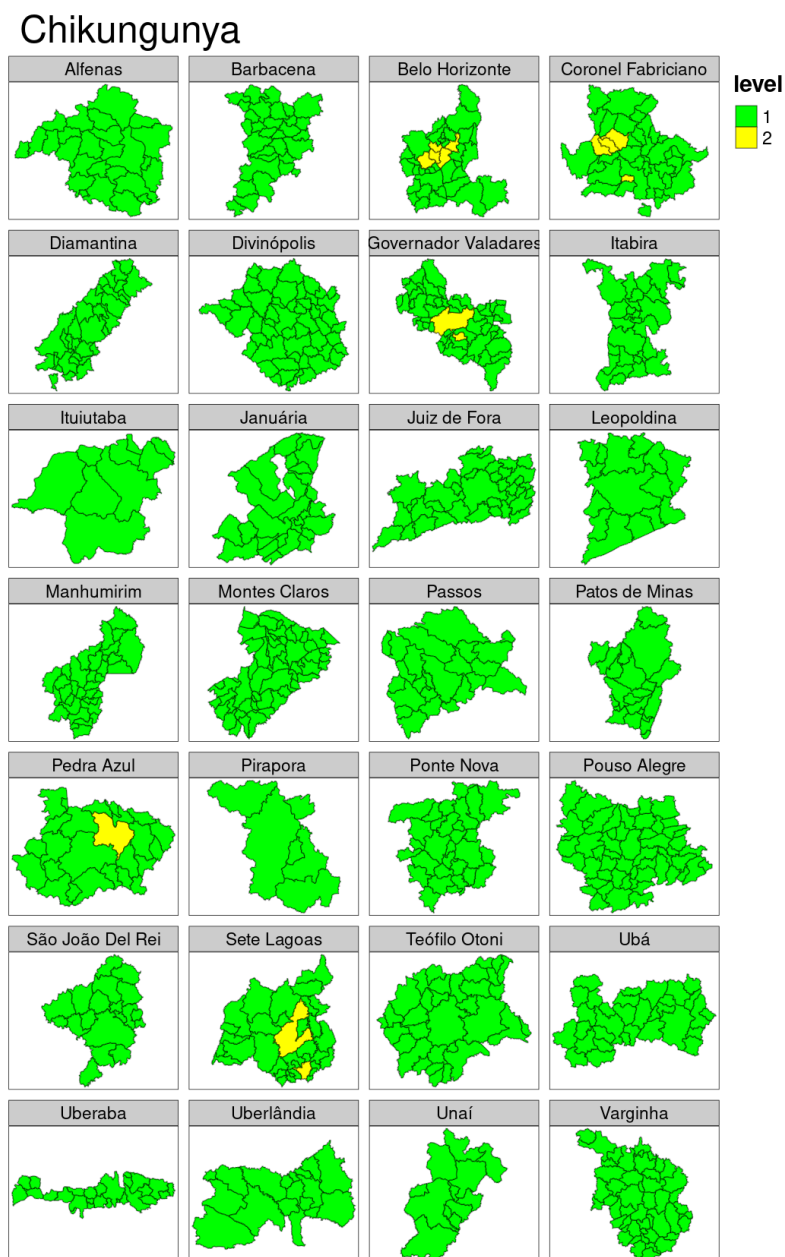 Chikungunya
Alfenas
Barbacena
Belo Horizonte
Coronel Fabriciano
level
1
2
Diamantina
Divinópolis
Governador Valadares
Itabira
Ituiutaba
Januária
Juiz de Fora
Leopoldina
Manhumirim
Montes Claros
Passos
Patos de Minas
Pedra Azul
Pirapora
Ponte Nova
Pouso Alegre
São João Del Rei
Sete Lagoas
Teófilo Otoni
Ubá
Uberaba
Uberlândia
Unaí
Varginha